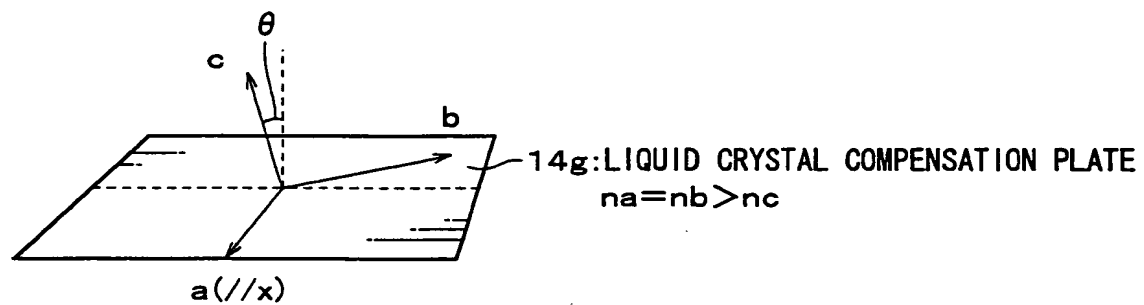 θ
c
b
14g:LIQUID CRYSTAL COMPENSATION PLATE
na=nb>nc
a(//x)